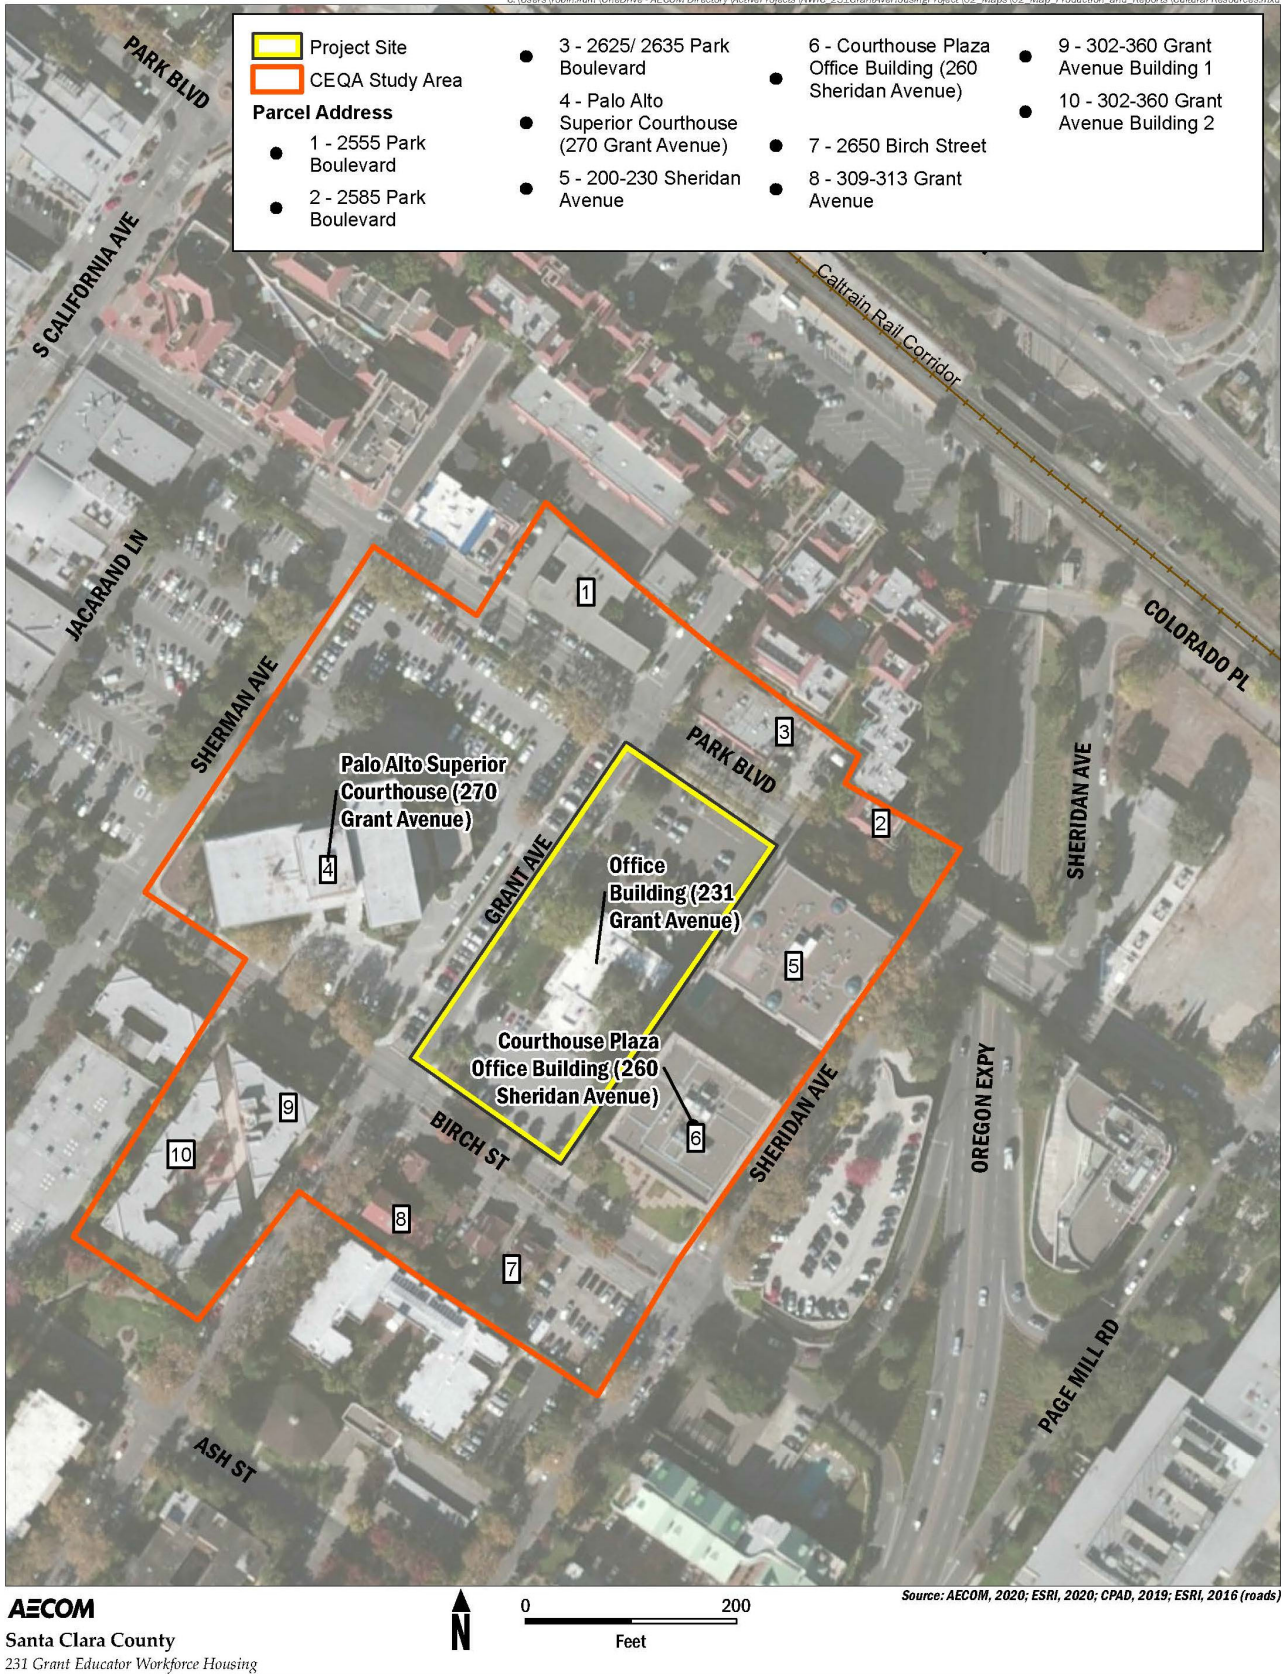 Project Site
CEQA Study Area
Parcel Address
1 - 2555 Park
Boulevard
2 - 2585 Park
Boulevard
3 - 2625/ 2635 Park
Boulevard
4 - Palo Alto
Superior Courthouse
(270 Grant Avenue)
5 - 200-230 Sheridan
Avenue
6 - Courthouse Plaza
Office Building (260
Sheridan Avenue)
7 - 2650 Birch Street
8 - 309-313 Grant
Avenue
9 - 302-360 Grant
Avenue Building 1
10 - 302-360 Grant
Avenue Building 2
PARK BLVD
S CALIFORNIA AVE
Caltrain Rail Corridor
JACARAND LN
COLORADO PL
1
SHERMAN AVE
3
PARK BLVD
2
SHERIDAN AVE
Palo Alto Superior
Courthouse (270
Grant Avenue)
4
GRANT AVE
Office
Building (231
Grant Avenue)
5
Courthouse Plaza
Office Building (260
Sheridan Avenue)
6
SHERIDAN AVE
OREGON EXPY
9
10
BIRCH ST
8
7
PAGE MILL RD
ASH ST
AECOM
Santa Clara County
231 Grant Educator Workforce Housing
N
0 200
Feet
Source: AECOM, 2020; ESRI, 2020; CPAD, 2019; ESRI, 2016 (roads)